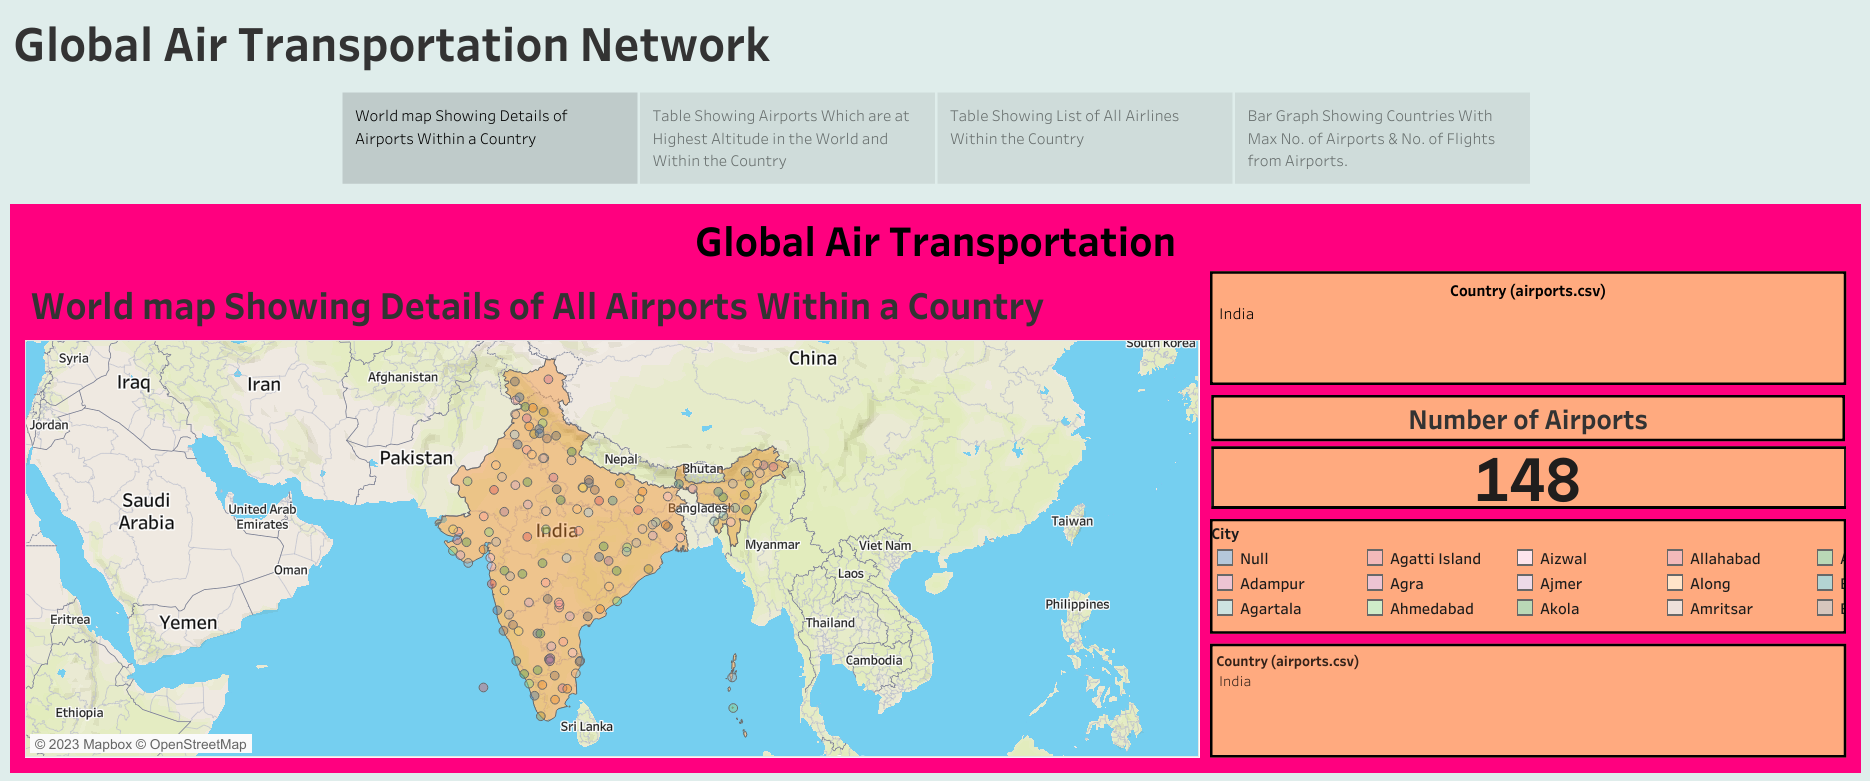 Global Air Transportation Network
World map Showing Details of
Airports Within a Country
Table Showing Airports Which are at
Highest Altitude in the World and
Within the Country
Table Showing List of All Airlines
Within the Country
Bar Graph Showing Countries With
Max No. of Airports & No. of Flights
from Airports.
Global Air Transportation
World map Showing Details of All Airports Within a Country
Syria
Iraq
Iran
Afghanistan
China
South Korea
Jordan
Pakistan
Nepal
Bhutan
Saudi
Arabia
United Arab
Emirates
India
Bangladesh
Taiwan
Myanmar
Viet Nam
Oman
Laos
Eritrea
Yemen
Thailand
Philippines
Cambodia
Ethiopia
Sri Lanka
© 2023 Mapbox © OpenStreetMap
Country (airports.csv)
India
Number of Airports
148
City
Null
Agatti Island
Aizwal
Allahabad
Adampur
Agra
Ajmer
Along
Agartala
Ahmedabad
Akola
Amritsar
Country (airports.csv)
India